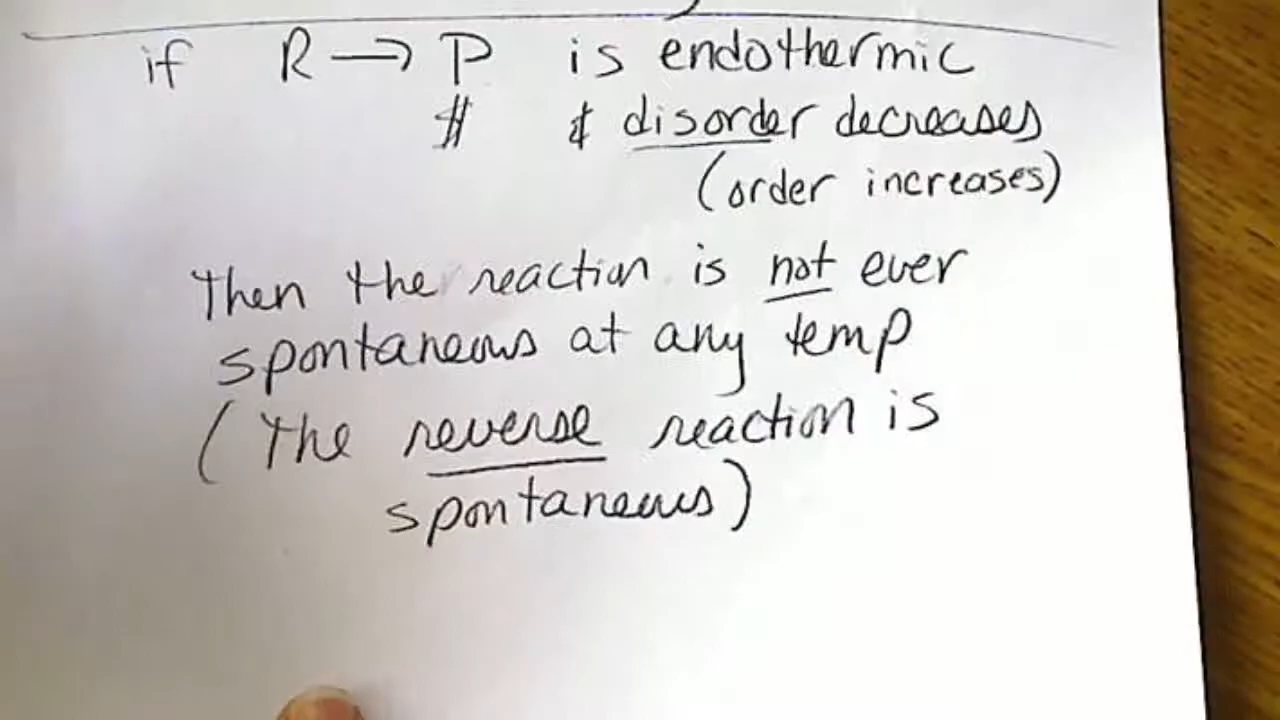 if R → P is endothermic
& disorder decreases
(order increases)
Then the reaction is not ever
spontaneous at any temp
(The reverse reaction is
spontaneous)